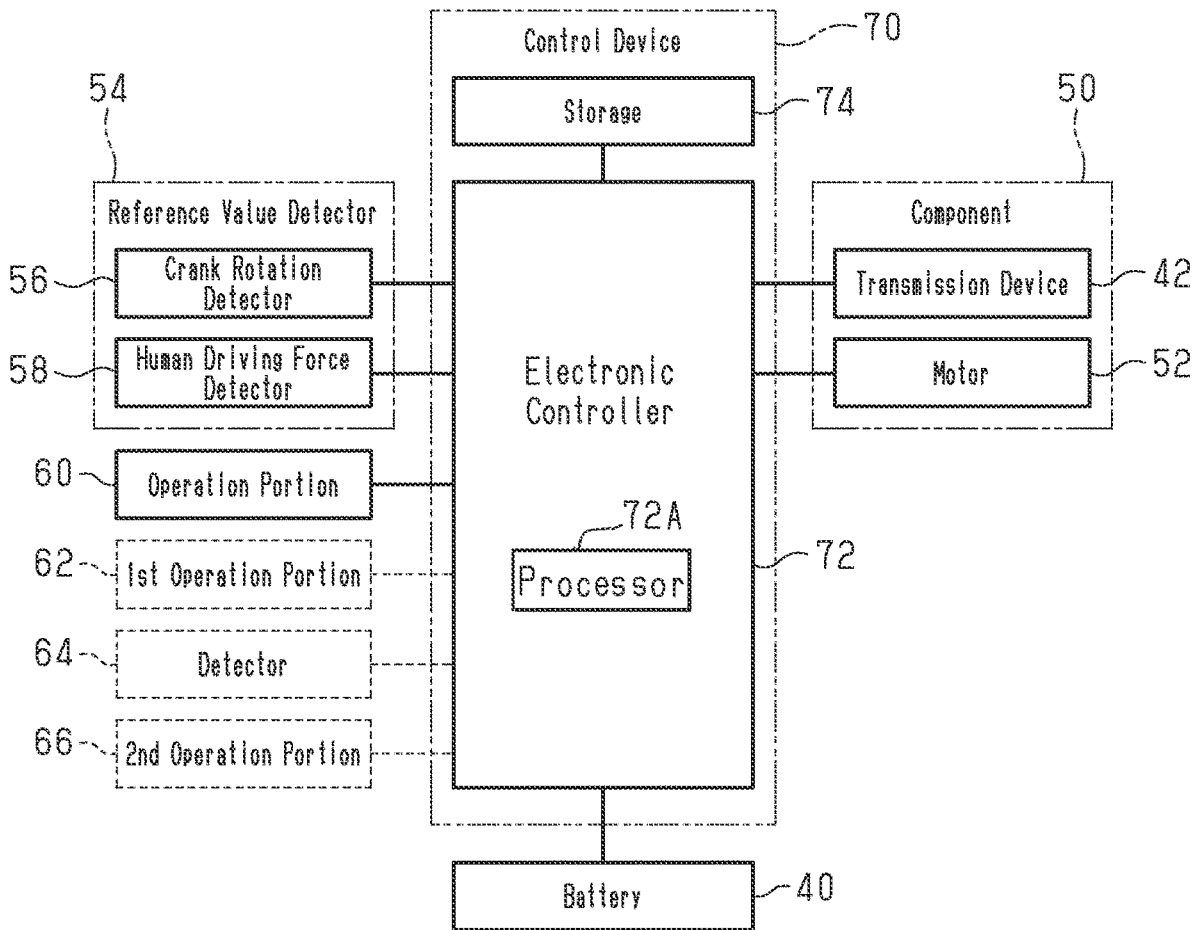 Control Device
70
Storage
74
54
Reference Value Detector
56
Crank Rotation
Detector
58
Human Driving Force
Detector
60
Operation Portion
62
1st Operation Portion
64
Detector
66
2nd Operation Portion
Electronic
Controller
72A
Processor
72
50
Component
Transmission Device
42
Motor
52
Battery
40